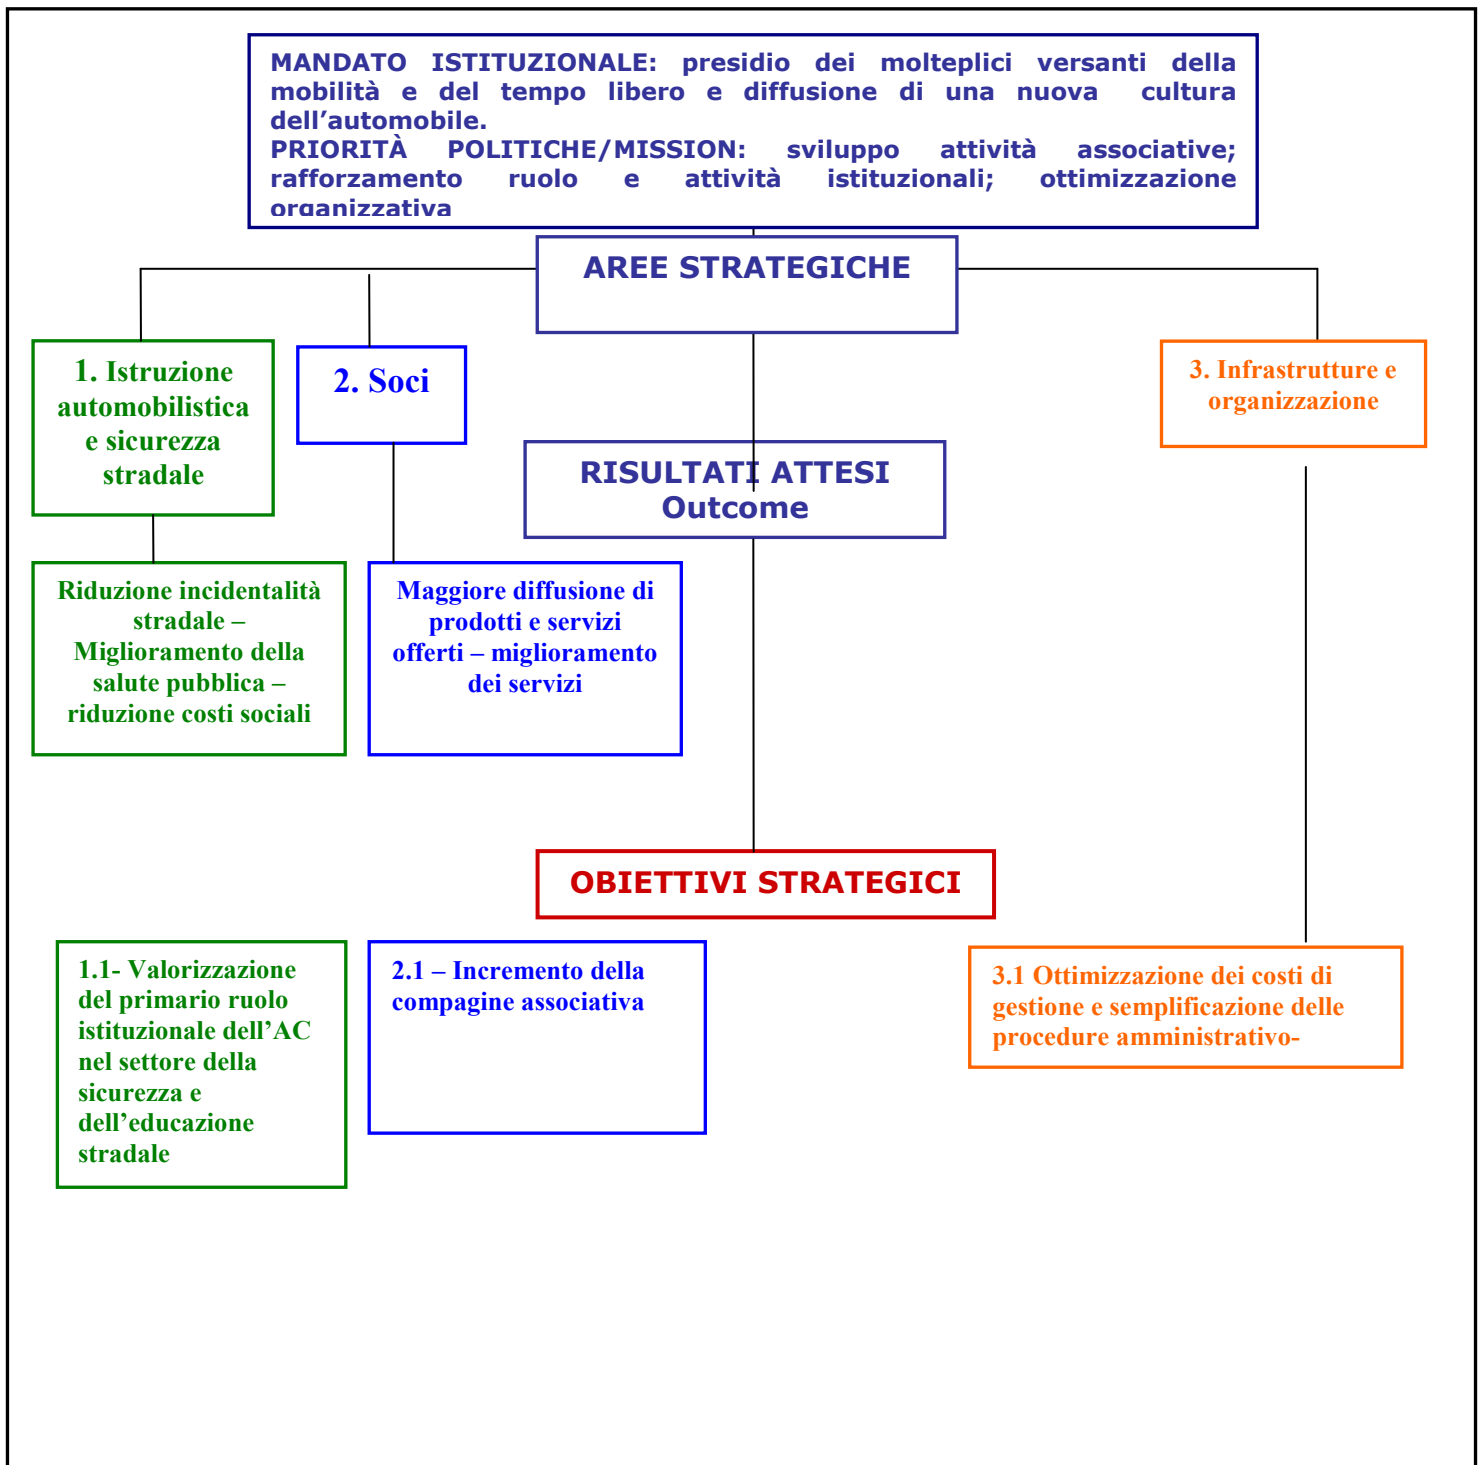 MANDATO ISTITUZIONALE: presidio dei molteplici versanti della
mobilità e del tempo libero e diffusione di una nuova cultura
dell’automobile.
PRIORITÀ POLITICHE/MISSION: sviluppo attività associative;
rafforzamento ruolo e attività istituzionali; ottimizzazione
organizzativa
AREE STRATEGICHE
1. Istruzione
automobilistica
e sicurezza
stradale
2. Soci
3. Infrastrutture e
organizzazione
RISULTATI ATTESI
Outcome
Riduzione incidentalità
stradale –
Miglioramento della
salute pubblica –
riduzione costi sociali
Maggiore diffusione di
prodotti e servizi
offerti – miglioramento
dei servizi
OBIETTIVI STRATEGICI
1.1- Valorizzazione
del primario ruolo
istituzionale dell’AC
nel settore della
sicurezza e
dell’educazione
stradale
2.1 – Incremento della
compagine associativa
3.1 Ottimizzazione dei costi di
gestione e semplificazione delle
procedure amministrativo-